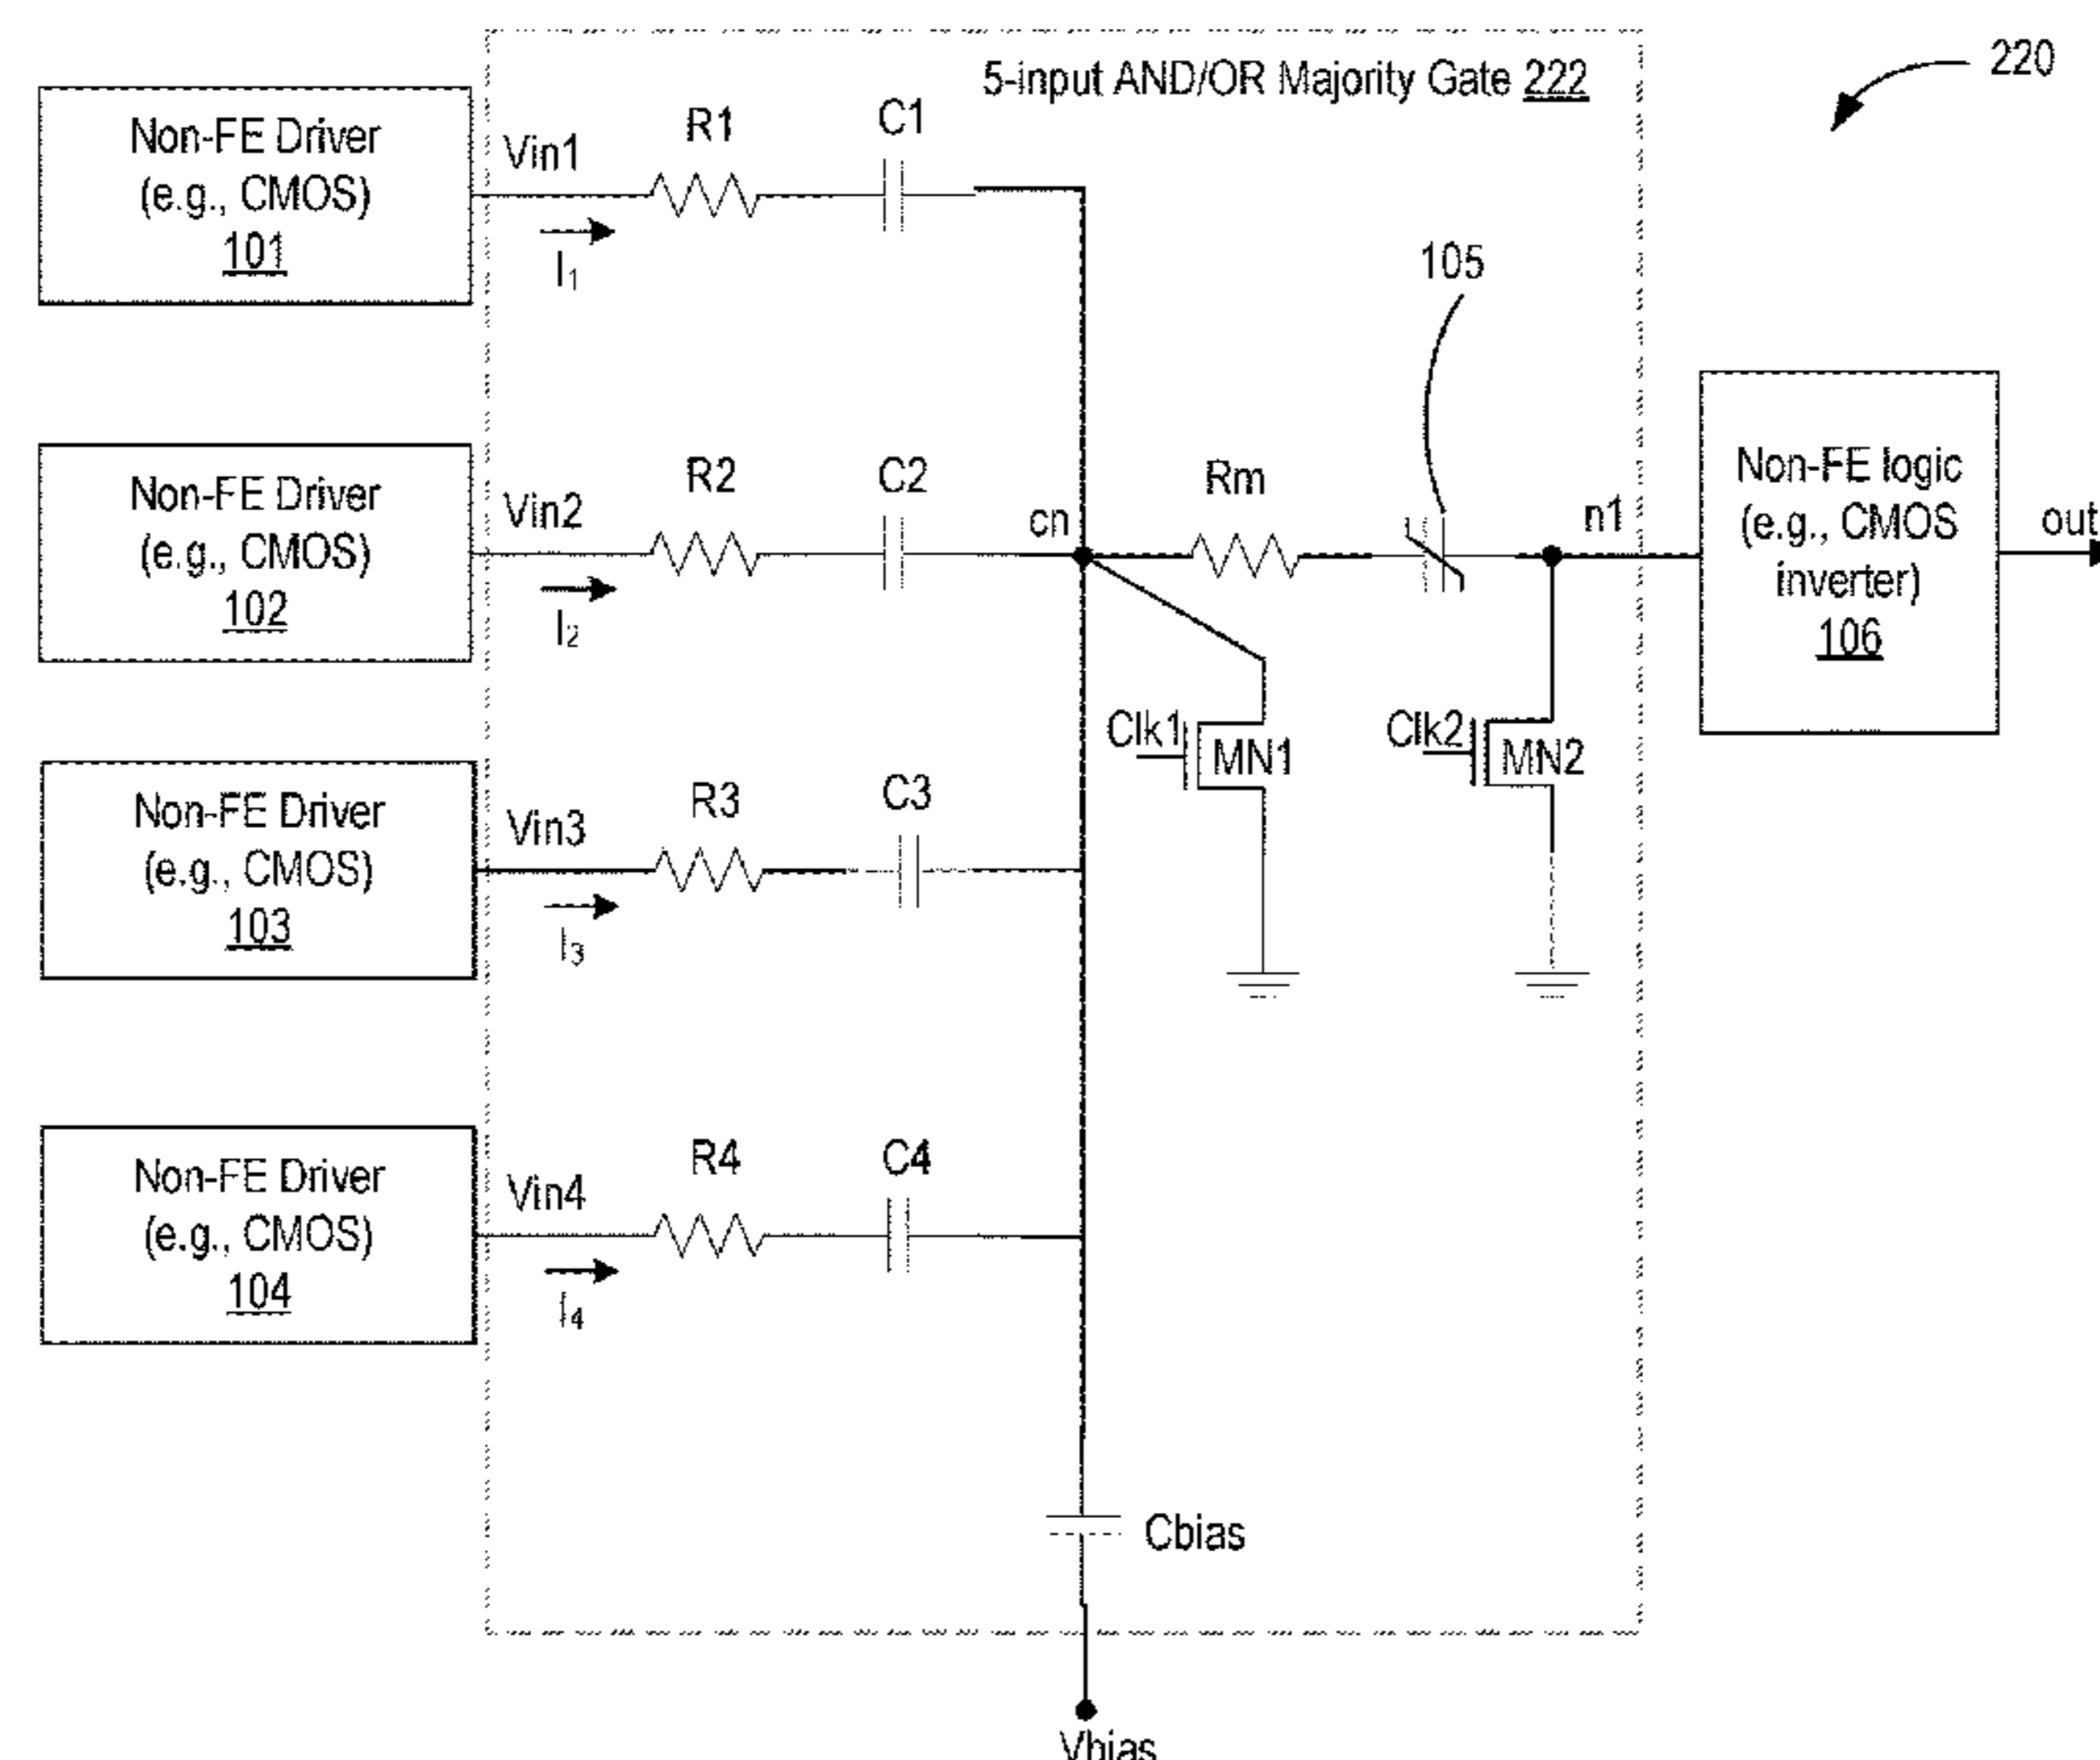 5-input AND/OR Majority Gate 222
220
Non-FE Driver
(e.g., CMOS)
101
Vin1
I1
R1
C1
105
Non-FE Driver
(e.g., CMOS)
102
Vin2
I2
R2
C2
cn
Rm
n1
Non-FE logic
(e.g., CMOS
inverter)
106
out
Clk1
MN1
Clk2
MN2
Non-FE Driver
(e.g., CMOS)
103
Vin3
I3
R3
C3
Non-FE Driver
(e.g., CMOS)
104
Vin4
I4
R4
C4
Cbias
Vbias